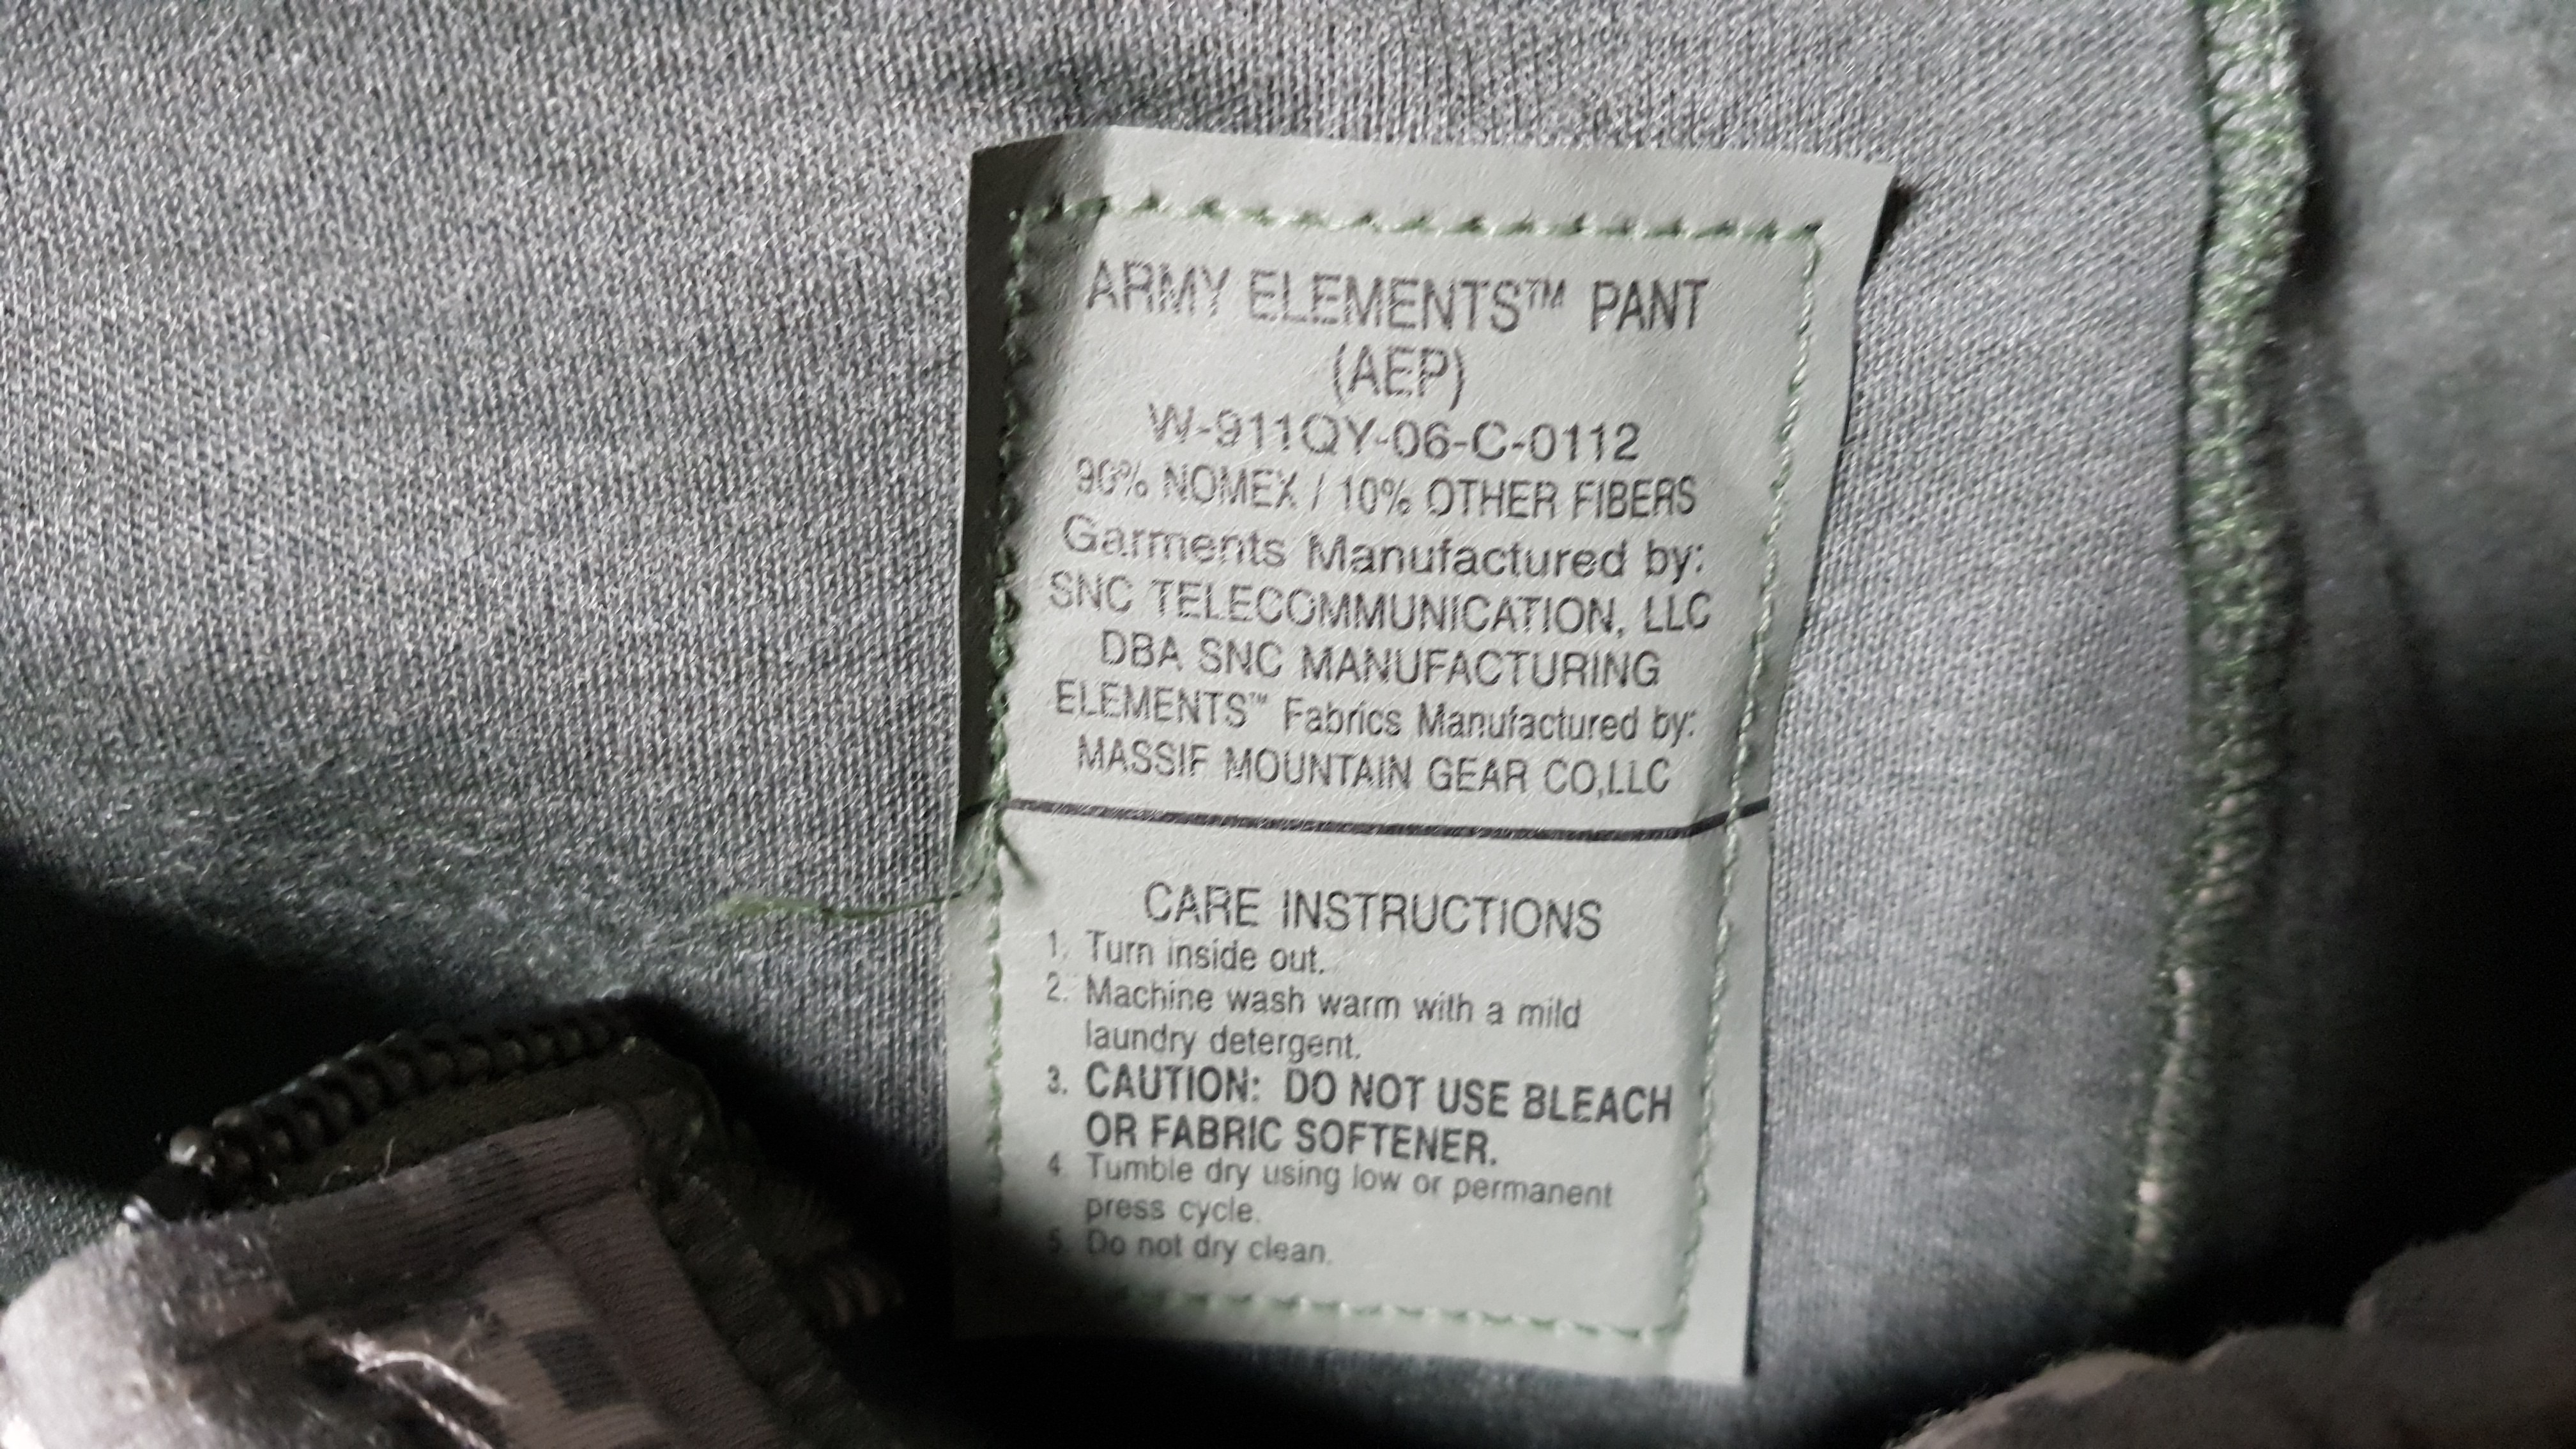 ARMY ELEMENTS™ PANT
(AEP)
W-911QY-06-C-0112
90% NOMEX / 10% OTHER FIBERS
Garments Manufactured by:
SNC TELECOMMUNICATION, LLC
DBA SNC MANUFACTURING
ELEMENTS™ Fabrics Manufactured by:
MASSIF MOUNTAIN GEAR CO,LLC
CARE INSTRUCTIONS
1. Turn inside out.
2. Machine wash warm with a mild
laundry detergent.
3. CAUTION: DO NOT USE BLEACH
OR FABRIC SOFTENER.
4. Tumble dry using low or permanent
press cycle.
5. Do not dry clean.